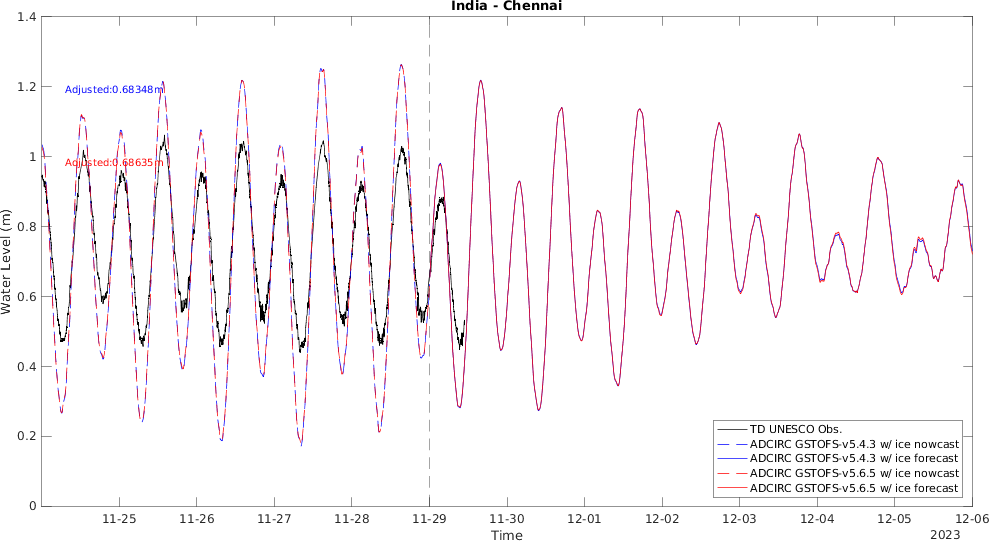 India - Chennai
1.4
1.2
1
0.8
0.6
0.4
0.2
0
Water Level (m)
Adjusted:0.68348m
Adjusted:0.68635m
TD UNESCO Obs.
ADCIRC GSTOFS-v5.4.3 w/ ice nowcast
ADCIRC GSTOFS-v5.4.3 w/ ice forecast
ADCIRC GSTOFS-v5.6.5 w/ ice nowcast
ADCIRC GSTOFS-v5.6.5 w/ ice forecast
11-25 11-26 11-27 11-28 11-29 11-30 12-01 12-02 12-03 12-04 12-05 12-06
Time
2023